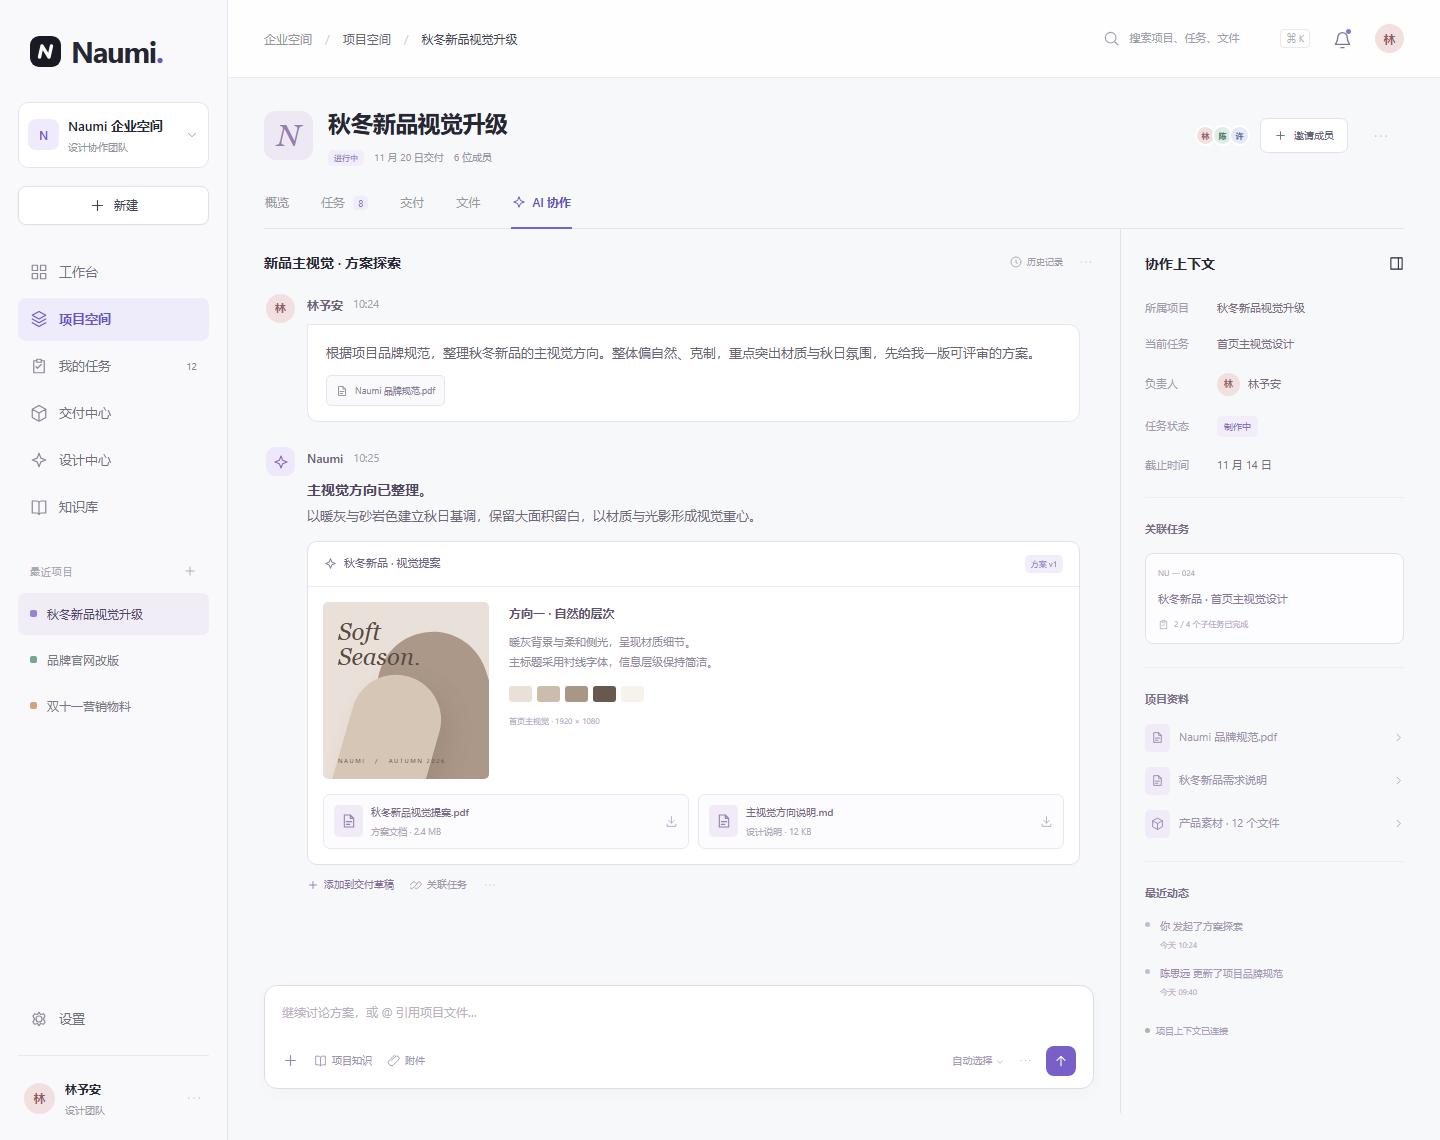 Naumi.
N
Naumi 企业空间
设计协作团队
新建
工作台
项目空间
我的任务 12
交付中心
设计中心
知识库
最近项目
秋冬新品视觉升级
品牌官网改版
双十一营销物料
设置
林
林予安
设计团队
企业空间 / 项目空间 / 秋冬新品视觉升级
搜索项目、任务、文件
⌘ K
林
N
秋冬新品视觉升级
进行中 11 月 20 日交付 6 位成员
林 陈 许
邀请成员
概览 任务 8 交付 文件 AI 协作
新品主视觉 · 方案探索
历史记录
林
林予安 10:24
根据项目品牌规范，整理秋冬新品的主视觉方向。整体偏自然、克制，重点突出材质与秋日氛围，先给我一版可评审的方案。
Naumi 品牌规范.pdf
Naumi 10:25
主视觉方向已整理。
以暖灰与砂岩色建立秋日基调，保留大面积留白，以材质与光影形成视觉重心。
秋冬新品 · 视觉提案
方案 v1
Soft
Season.
NAUMI / AUTUMN 2026
方向一 · 自然的层次
暖灰背景与柔和侧光，呈现材质细节。
主标题采用衬线字体，信息层级保持简洁。
首页主视觉 · 1920 × 1080
秋冬新品视觉提案.pdf
方案文档 · 2.4 MB
主视觉方向说明.md
设计说明 · 12 KB
添加到交付草稿 关联任务
继续讨论方案，或 @ 引用项目文件...
项目知识 附件
自动选择
协作上下文
所属项目 秋冬新品视觉升级
当前任务 首页主视觉设计
负责人 林 林予安
任务状态 制作中
截止时间 11 月 14 日
关联任务
NU — 024
秋冬新品 · 首页主视觉设计
2 / 4 个子任务已完成
项目资料
Naumi 品牌规范.pdf
秋冬新品需求说明
产品素材 · 12 个文件
最近动态
你 发起了方案探索
今天 10:24
陈思远 更新了项目品牌规范
今天 09:40
项目上下文已连接